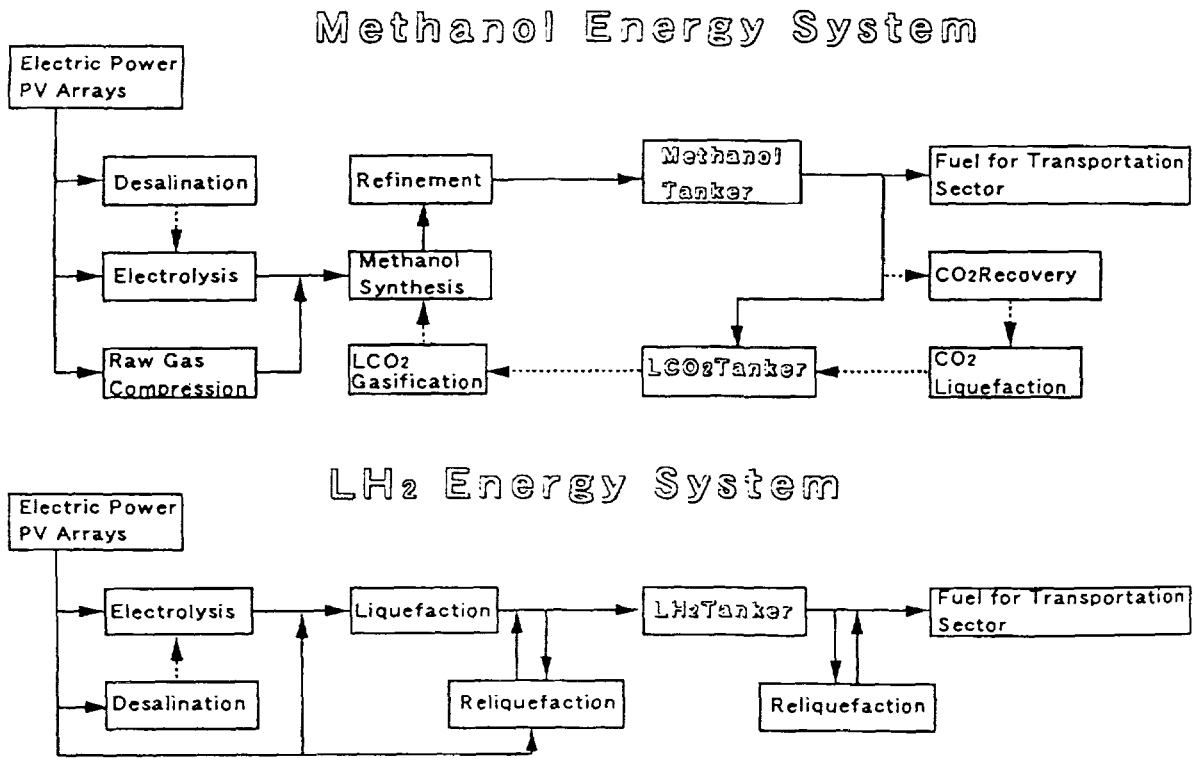 Methanol Energy System
Electric Power
PV Arrays
Desalination
Refinement
Methanol
Tanker
Fuel for Transportation
Sector
Electrolysis
Methanol
Synthesis
CO2Recovery
Raw Gas
Compression
LCO2
Gasification
LCO2Tanker
CO2
Liquefaction
LH2 Energy System
Electric Power
PV Arrays
Electrolysis
Liquefaction
LH2Tanker
Fuel for Transportation
Sector
Desalination
Reliquefaction
Reliquefaction